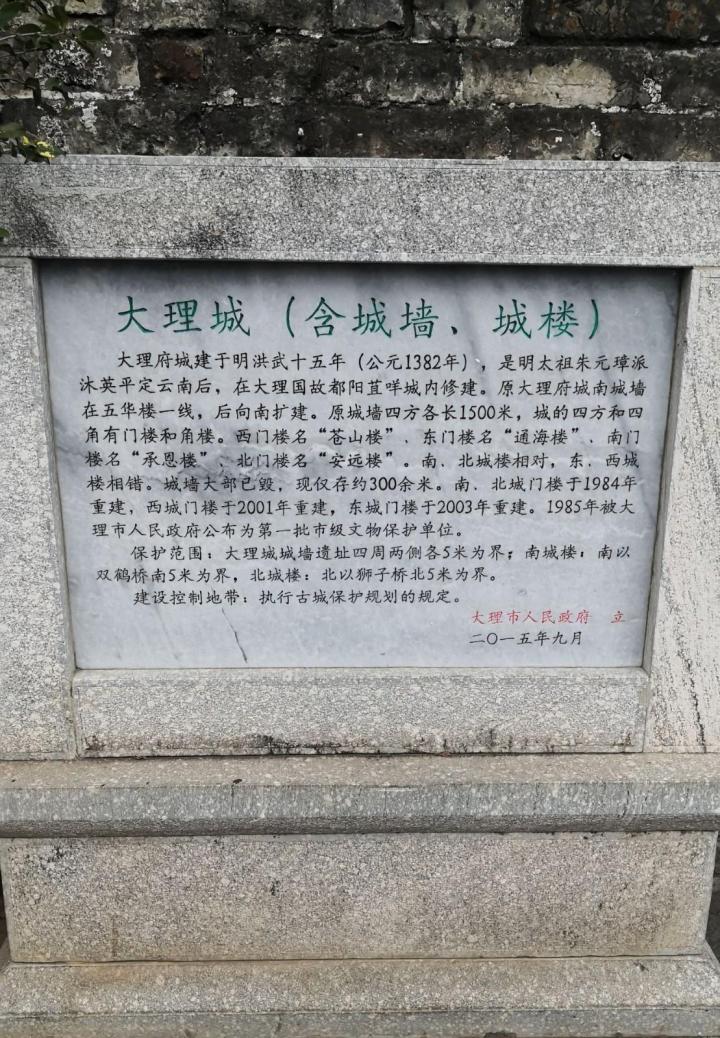 大理城（含城墙、城楼）
大理府城建于明洪武十五年（公元1382年），是明太祖朱元璋派
沐英平定云南后，在大理国故都阳苴咩城内修建。原大理府城南城墙
在五华楼一线，后向南扩建。原城墙四方各长1500米，城的四方和四
角有门楼和角楼。西门楼名“苍山楼”、东门楼名“通海楼”、南门
楼名“承恩楼”、北门楼名“安远楼”。南、北城楼相对，东、西城
楼相错。城墙大部已毁，现仅存约300余米。南、北城门楼于1984年
重建，西城门楼于2001年重建，东城门楼于2003年重建。1985年被大
理市人民政府公布为第一批市级文物保护单位。
保护范围：大理城城墙遗址四周两侧各5米为界；南城楼：南以
双鹤桥南5米为界，北城楼：北以狮子桥北5米为界。
建设控制地带：执行古城保护规划的规定。
大理市人民政府 立
二〇一五年九月